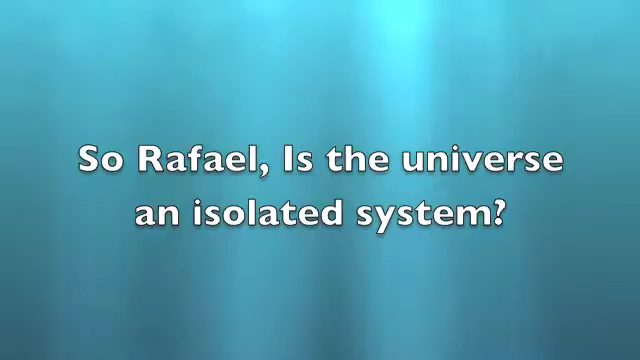 So Rafael, Is the universe
an isolated system?